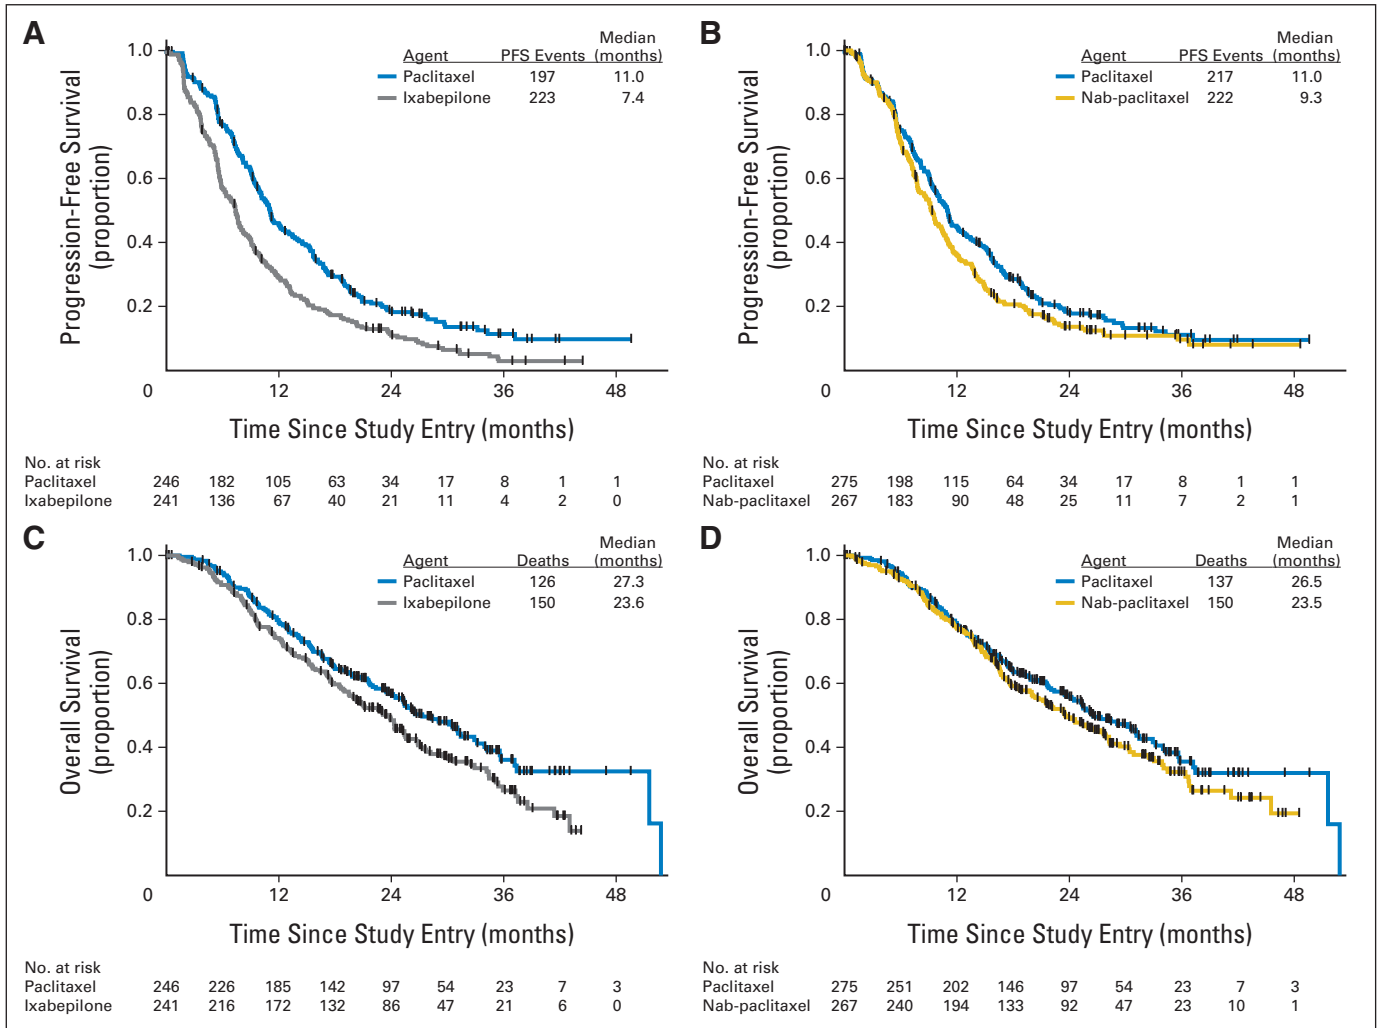 A
Agent PFS Events Median (months)
Paclitaxel 197 11.0
Ixabepilone 223 7.4
Progression-Free Survival (proportion)
1.0
0.8
0.6
0.4
0.2
0 12 24 36 48
Time Since Study Entry (months)
No. at risk
Paclitaxel 246 182 105 63 34 17 8 1 1
Ixabepilone 241 136 67 40 21 11 4 2 0
B
Agent PFS Events Median (months)
Paclitaxel 217 11.0
Nab-paclitaxel 222 9.3
Progression-Free Survival (proportion)
1.0
0.8
0.6
0.4
0.2
0 12 24 36 48
Time Since Study Entry (months)
No. at risk
Paclitaxel 275 198 115 64 34 17 8 1 1
Nab-paclitaxel 267 183 90 48 25 11 7 2 1
C
Agent Deaths Median (months)
Paclitaxel 126 27.3
Ixabepilone 150 23.6
Overall Survival (proportion)
1.0
0.8
0.6
0.4
0.2
0 12 24 36 48
Time Since Study Entry (months)
No. at risk
Paclitaxel 246 226 185 142 97 54 23 7 3
Ixabepilone 241 216 172 132 86 47 21 6 0
D
Agent Deaths Median (months)
Paclitaxel 137 26.5
Nab-paclitaxel 150 23.5
Overall Survival (proportion)
1.0
0.8
0.6
0.4
0.2
0 12 24 36 48
Time Since Study Entry (months)
No. at risk
Paclitaxel 275 251 202 146 97 54 23 7 3
Nab-paclitaxel 267 240 194 133 92 47 23 10 1